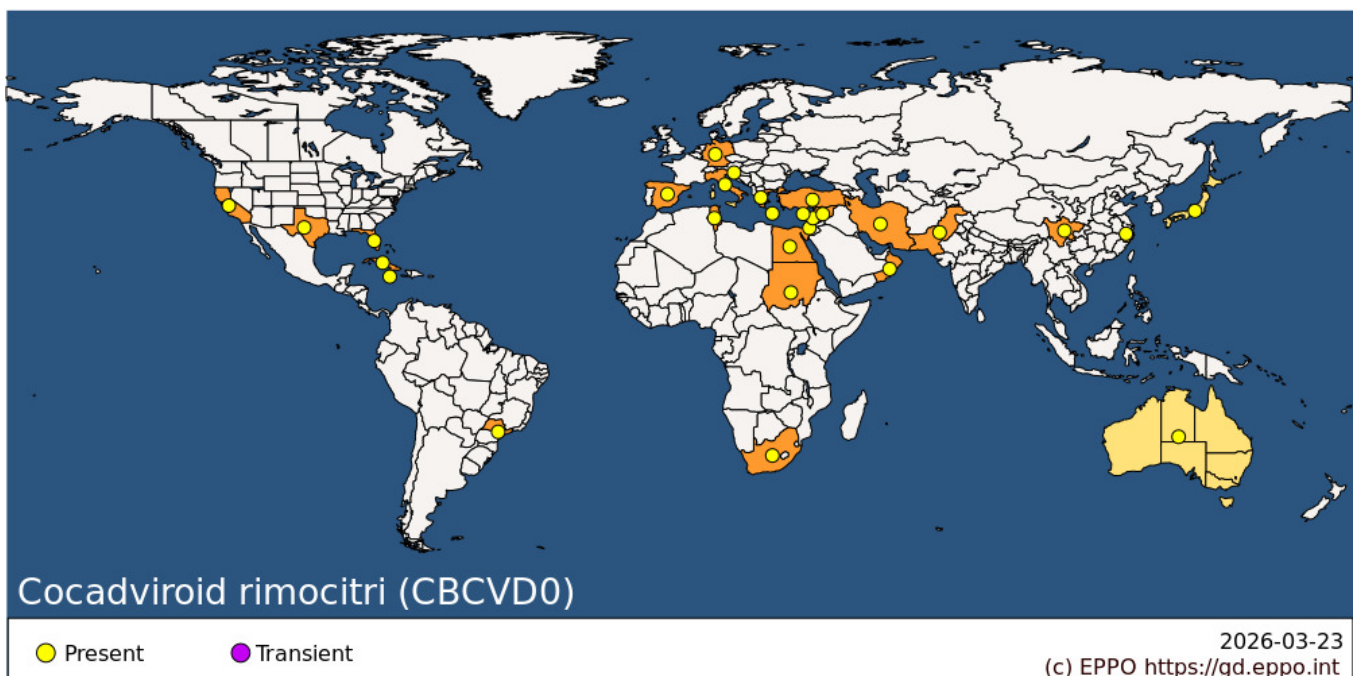 Cocadviroid rimocitri (CBCVD0)
Present
Transient
2026-03-23
(c) EPPO https://gd.eppo.int